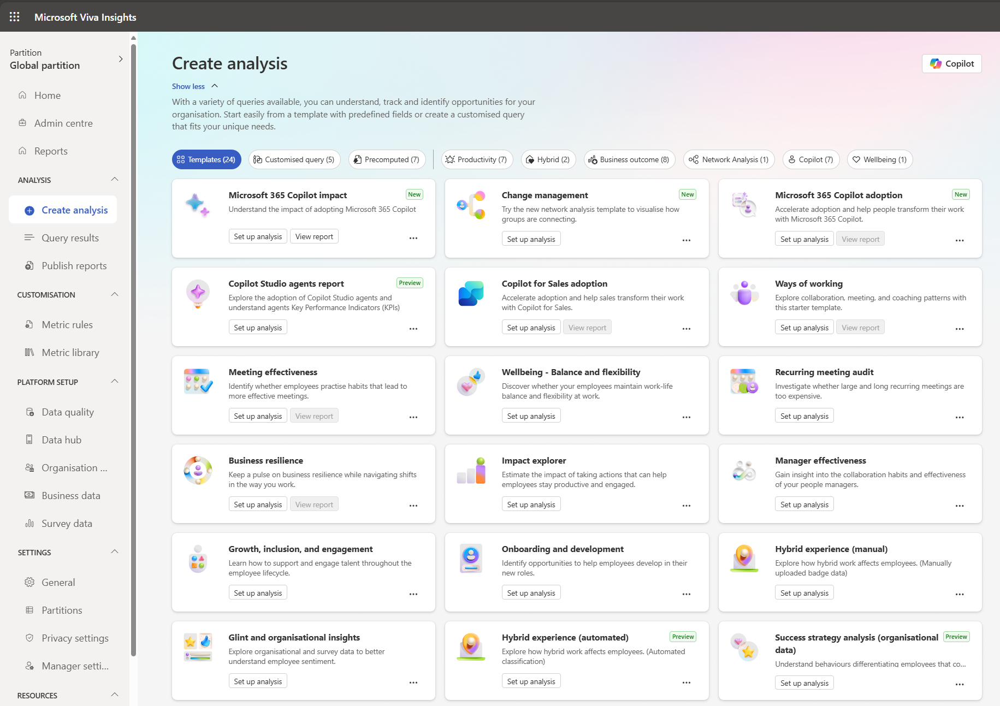 Microsoft Viva Insights
Partition
Global partition
Home
Admin centre
Reports
ANALYSIS
Create analysis
Query results
Publish reports
CUSTOMISATION
Metric rules
Metric library
PLATFORM SETUP
Data quality
Data hub
Organisation ...
Business data
Survey data
SETTINGS
General
Partitions
Privacy settings
Manager setti...
RESOURCES
Create analysis
Copilot
Show less
With a variety of queries available, you can understand, track and identify opportunities for your
organisation. Start easily from a template with predefined fields or create a customised query
that fits your unique needs.
Templates (24)
Customised query (5)
Precomputed (7)
Productivity (7)
Hybrid (2)
Business outcome (8)
Network Analysis (1)
Copilot (7)
Wellbeing (1)
Microsoft 365 Copilot impact
New
Understand the impact of adopting Microsoft 365 Copilot
Set up analysis
View report
Change management
New
Try the new network analysis template to visualise how
groups are connecting.
Set up analysis
Microsoft 365 Copilot adoption
New
Accelerate adoption and help people transform their work
with Microsoft 365 Copilot.
Set up analysis
View report
Copilot Studio agents report
Preview
Explore the adoption of Copilot Studio agents and
understand agents Key Performance Indicators (KPIs)
Set up analysis
Copilot for Sales adoption
Accelerate adoption and help sales transform their work
with Copilot for Sales.
Set up analysis
View report
Ways of working
Explore collaboration, meeting, and coaching patterns with
this starter template.
Set up analysis
View report
Meeting effectiveness
Identify whether employees practise habits that lead to
more effective meetings.
Set up analysis
View report
Wellbeing - Balance and flexibility
Discover whether your employees maintain work-life
balance and flexibility at work.
Set up analysis
Recurring meeting audit
Investigate whether large and long recurring meetings are
too expensive.
Set up analysis
Business resilience
Keep a pulse on business resilience while navigating shifts
in the way you work.
Set up analysis
View report
Impact explorer
Estimate the impact of taking actions that can help
employees stay productive and engaged.
Set up analysis
Manager effectiveness
Gain insight into the collaboration habits and effectiveness
of your people managers.
Set up analysis
Growth, inclusion, and engagement
Learn how to support and engage talent throughout the
employee lifecycle.
Set up analysis
Onboarding and development
Identify opportunities to help employees develop in their
new roles.
Set up analysis
Hybrid experience (manual)
Explore how hybrid work affects employees. (Manually
uploaded badge data)
Set up analysis
Glint and organisational insights
Explore organisational and survey data to better
understand employee sentiment.
Set up analysis
Hybrid experience (automated)
Preview
Explore how hybrid work affects employees. (Automated
classification)
Set up analysis
Success strategy analysis (organisational
data)
Preview
Understand behaviours differentiating employees that co...
Set up analysis